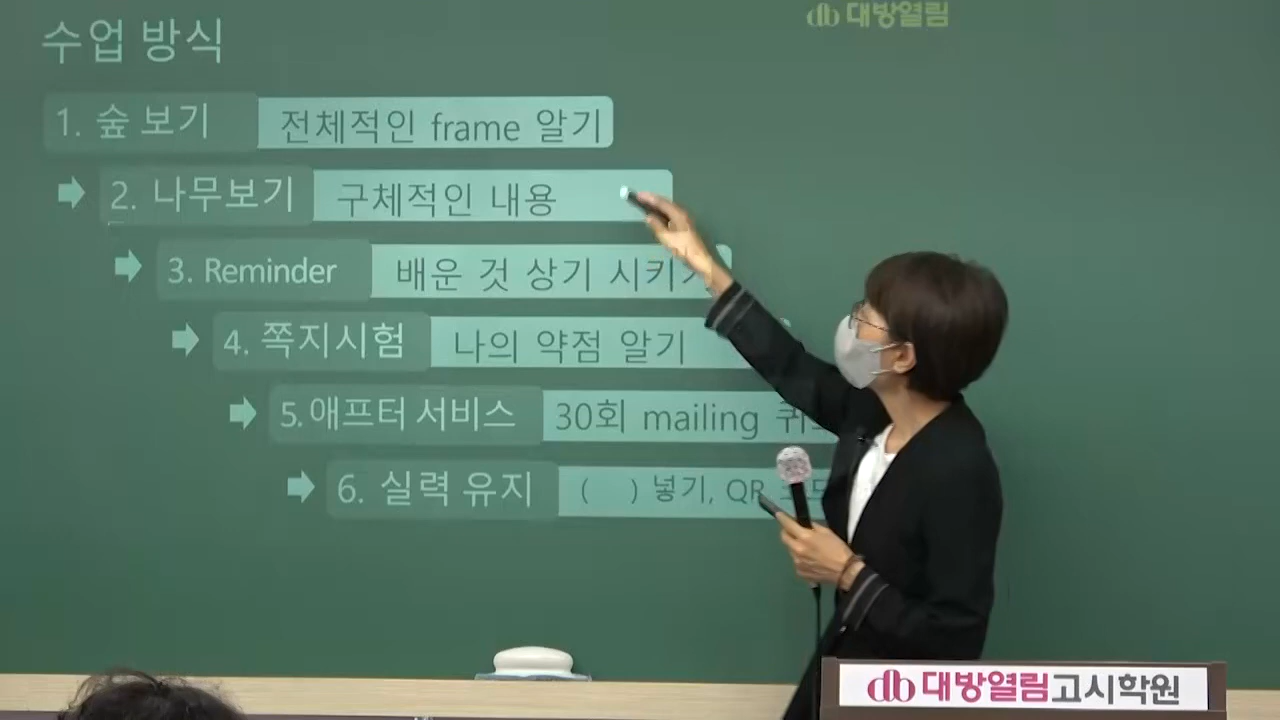 대방열림
수업 방식
1. 숲 보기 전체적인 frame 알기
2. 나무보기 구체적인 내용
3. Reminder 배운 것 상기 시키기
4. 쪽지시험 나의 약점 알기
5.애프터 서비스 30회 mailing
6. 실력 유지 ( ) 넣기, QR
대방열림고시학원